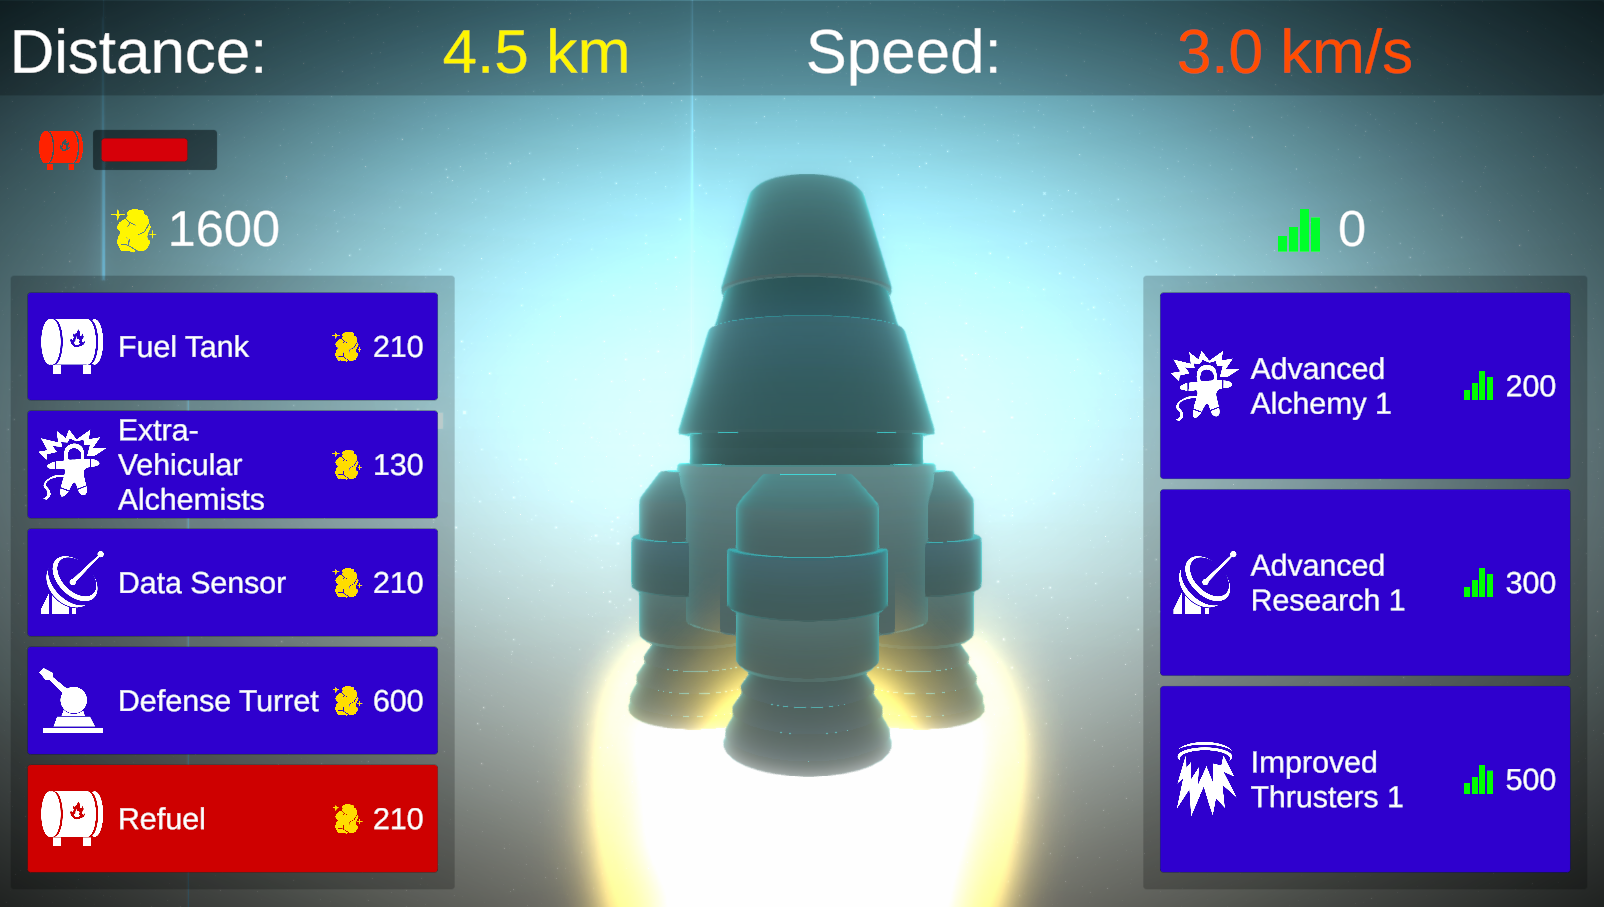 Distance: 4.5 km Speed: 3.0 km/s
1600
0
Fuel Tank 210
Extra-
Vehicular
Alchemists
130
Data Sensor 210
Defense Turret 600
Refuel 210
Advanced
Alchemy 1
200
Advanced
Research 1
300
Improved
Thrusters 1
500